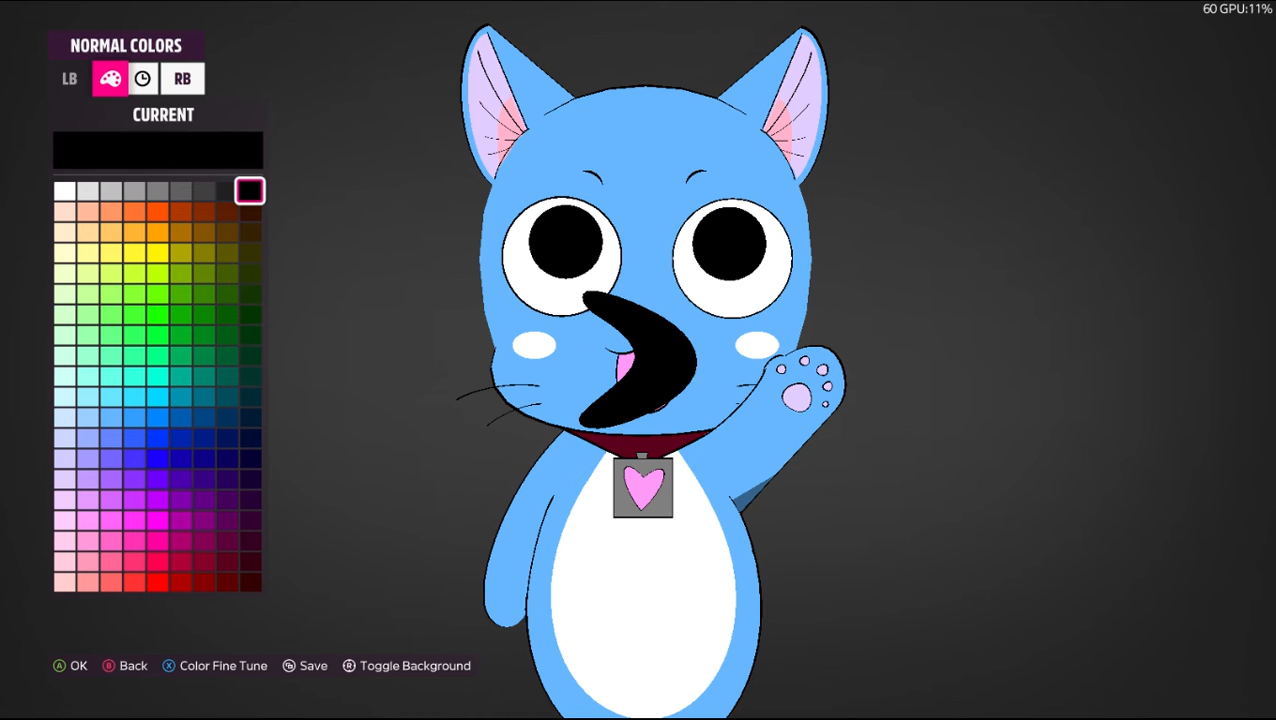 60 GPU:11%
NORMAL COLORS
LB RB
CURRENT
A OK B Back X Color Fine Tune Save R Toggle Background